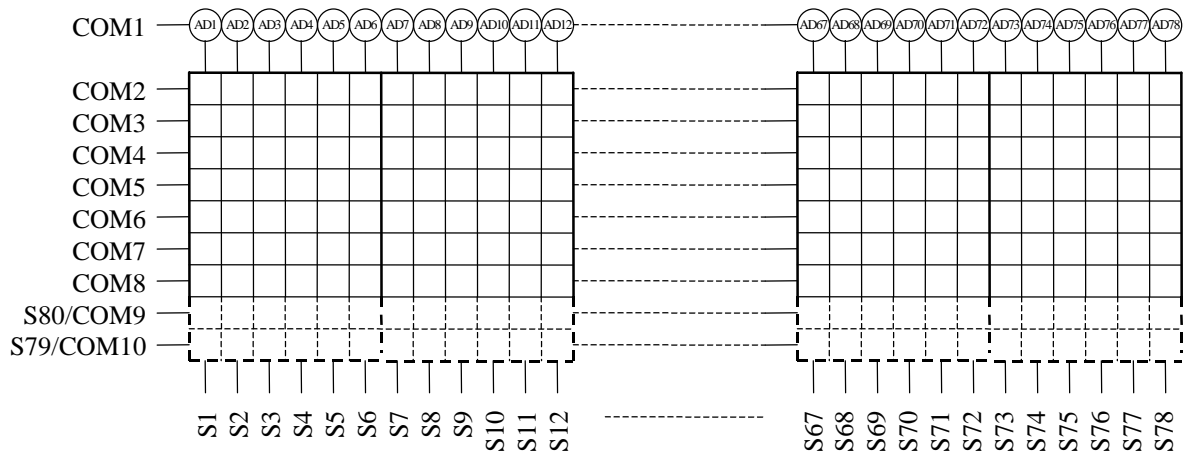 COM1 AD1 AD2 AD3 AD4 AD5 AD6 AD7 AD8 AD9 AD10 AD11 AD12 AD67 AD68 AD69 AD70 AD71 AD72 AD73 AD74 AD75 AD76 AD77 AD78
COM2
COM3
COM4
COM5
COM6
COM7
COM8
S80/COM9
S79/COM10
S1 S2 S3 S4 S5 S6 S7 S8 S9 S10 S11 S12 S67 S68 S69 S70 S71 S72 S73 S74 S75 S76 S77 S78